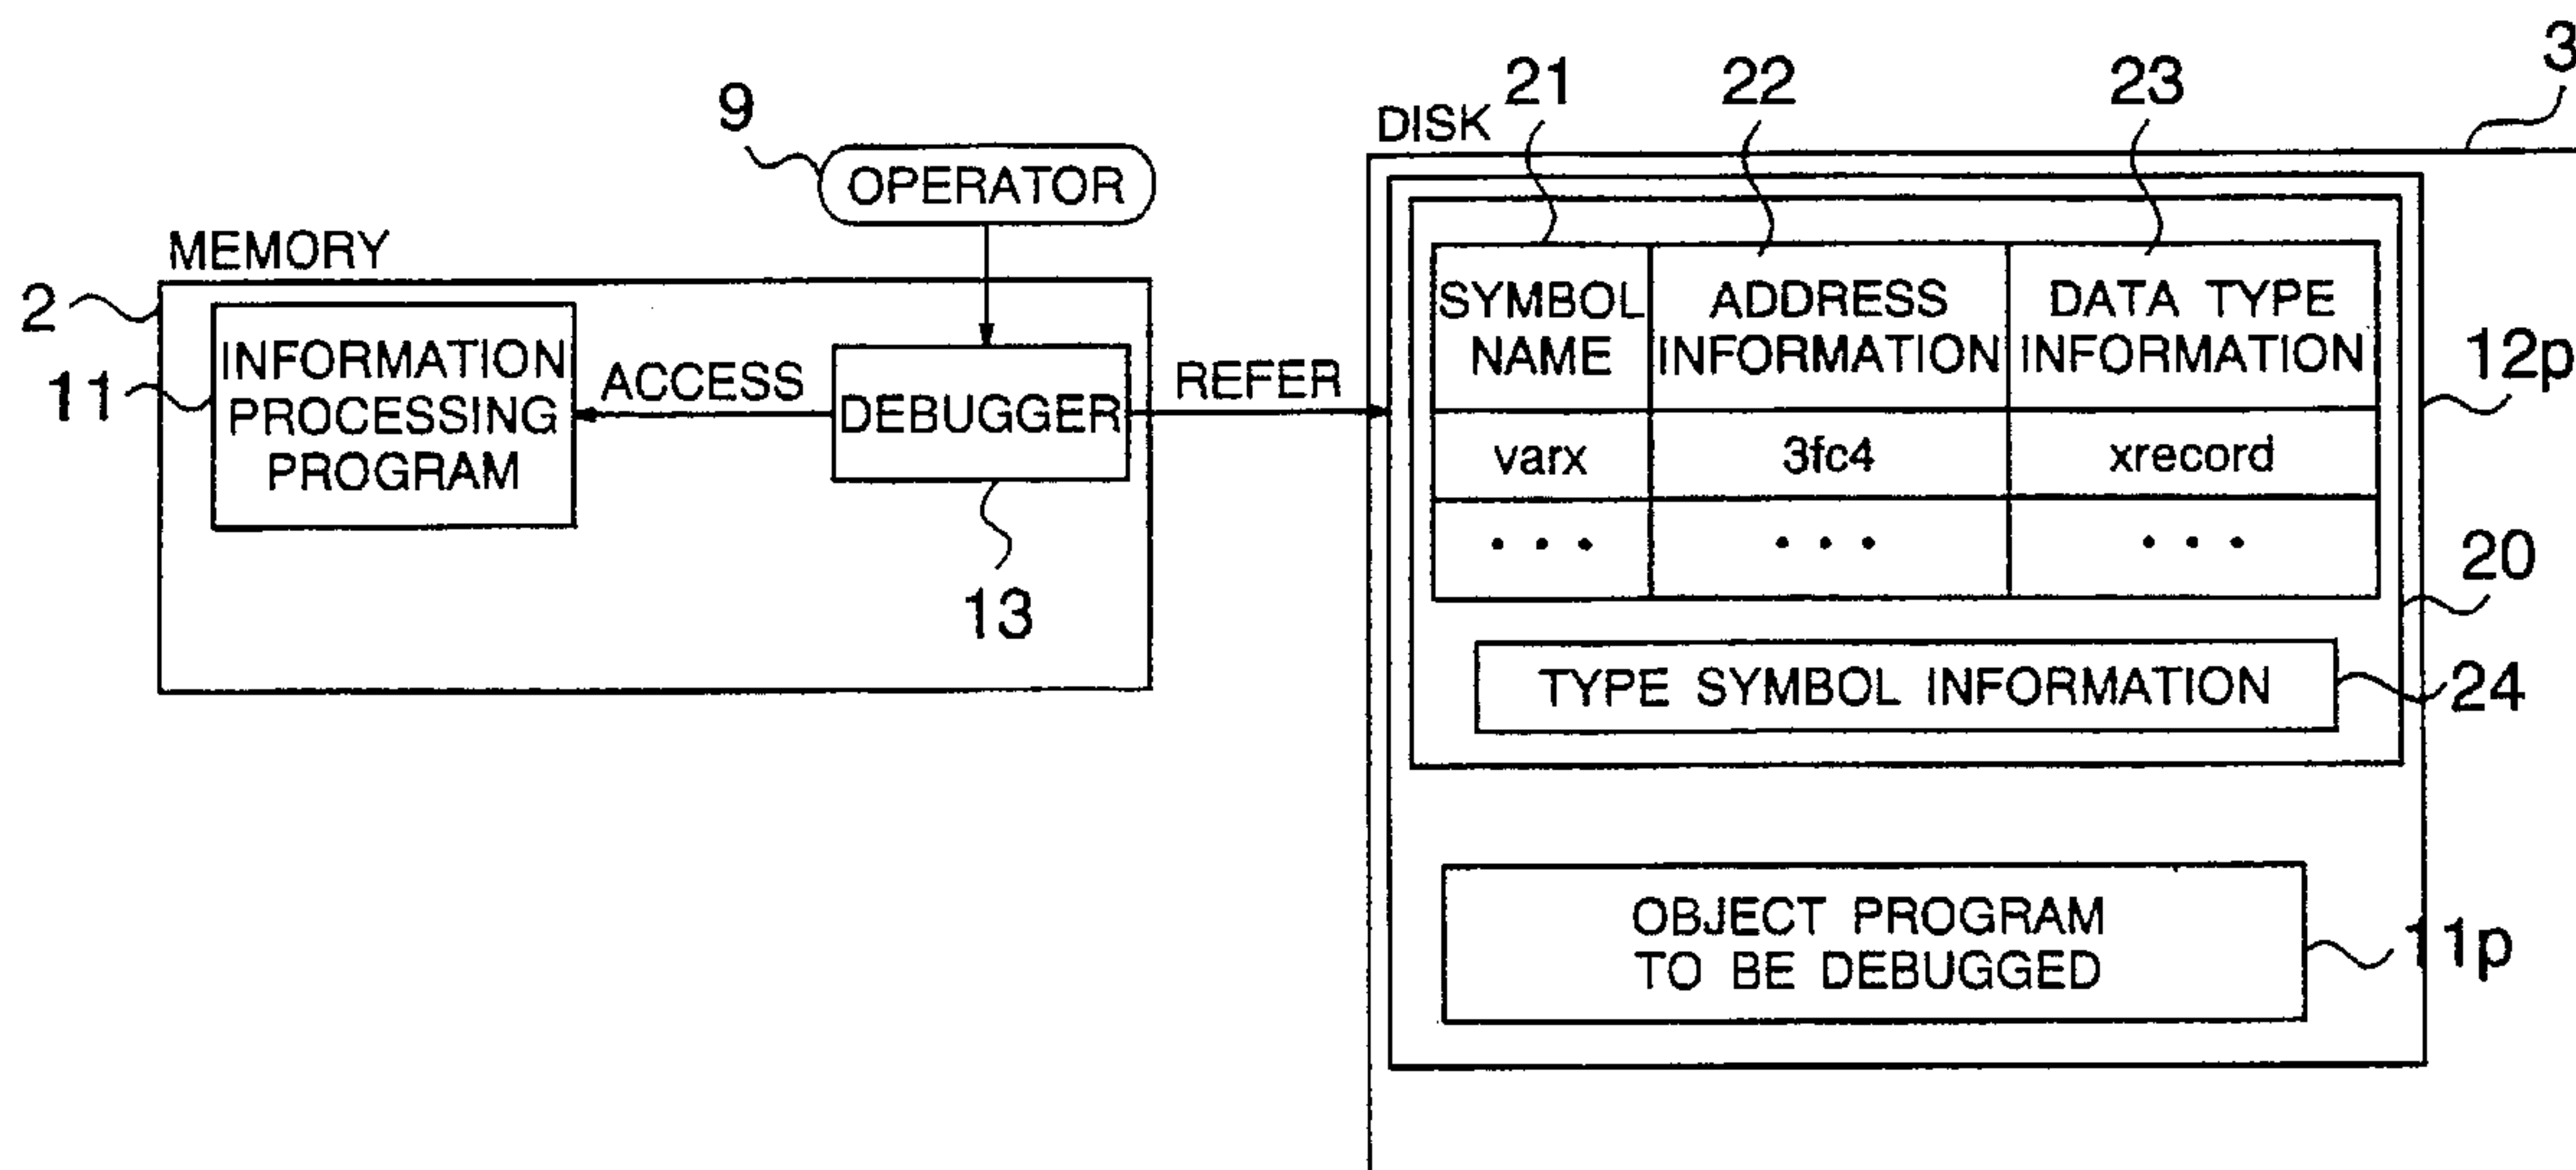 3
21
22
23
9
DISK
OPERATOR
MEMORY
2
SYMBOL
NAME
ADDRESS
INFORMATION
DATA TYPE
INFORMATION
12p
INFORMATION
PROCESSING
PROGRAM
11
ACCESS
DEBUGGER
REFER
varx
3fc4
xrecord
• • •
• • •
• • •
20
13
TYPE SYMBOL INFORMATION
24
OBJECT PROGRAM
TO BE DEBUGGED
11p